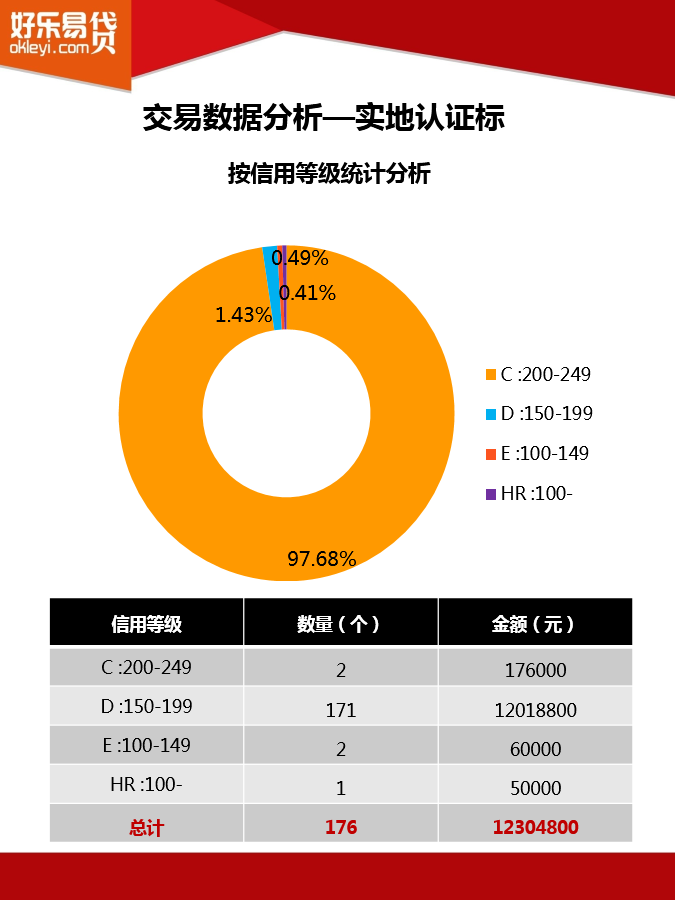 好乐易贷
okleyi.com
交易数据分析—实地认证标
按信用等级统计分析
0.49%
0.41%
1.43%
C :200-249
D :150-199
E :100-149
HR :100-
97.68%
信用等级 数量（个） 金额（元）
C :200-249 2 176000
D :150-199 171 12018800
E :100-149 2 60000
HR :100- 1 50000
总计 176 12304800